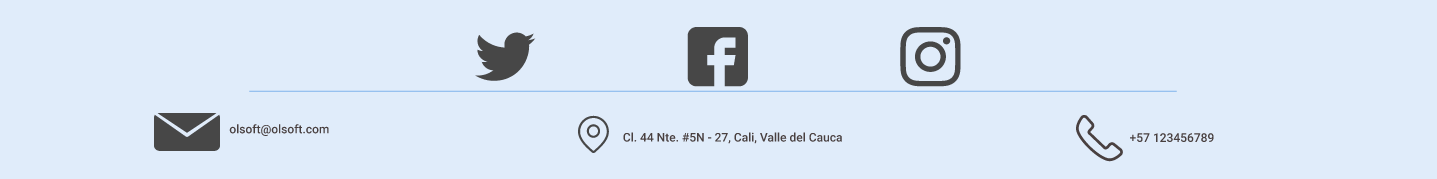 olsoft@olsoft.com
Cl. 44 Nte. #5N - 27, Cali, Valle del Cauca
+57 123456789